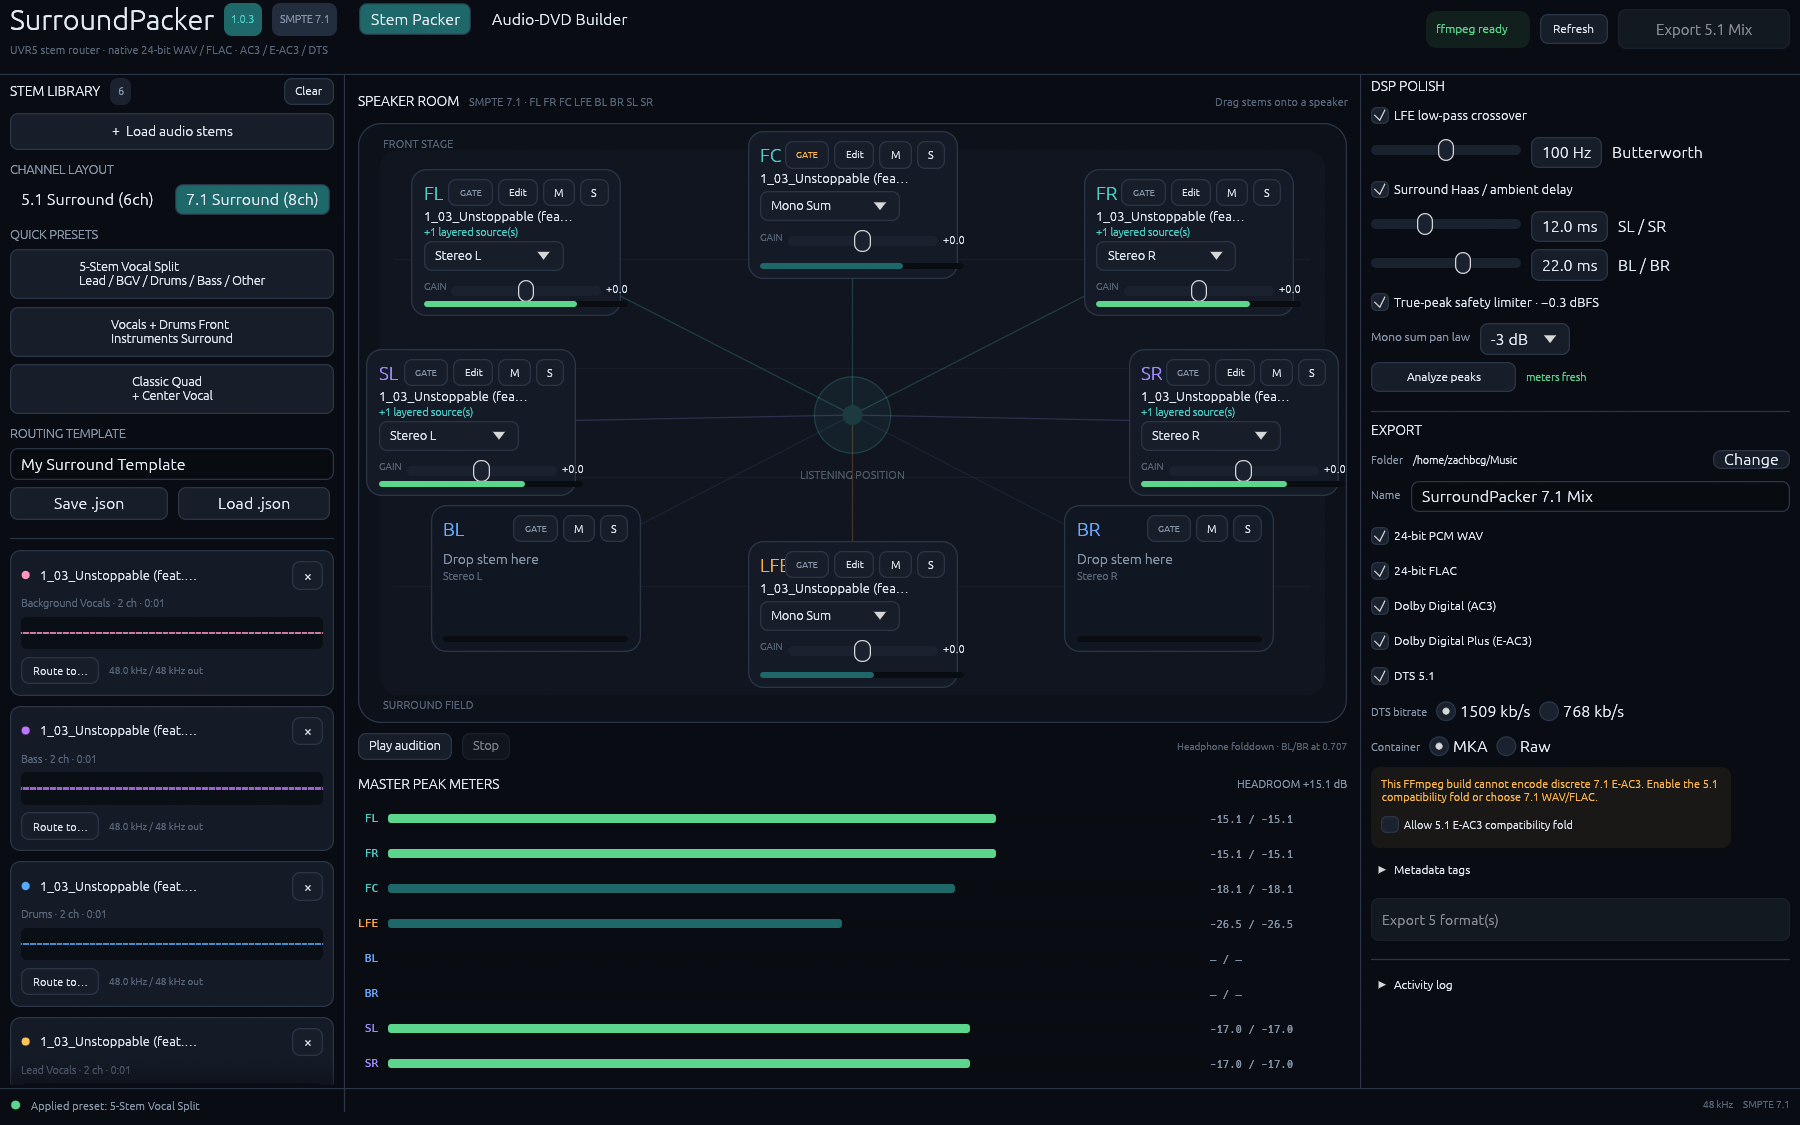 SurroundPacker 1.0.3 SMPTE 7.1
UVR5 stem router · native 24-bit WAV / FLAC · AC3 / E-AC3 / DTS
Stem Packer Audio-DVD Builder
ffmpeg ready Refresh Export 5.1 Mix
STEM LIBRARY 6 Clear
+ Load audio stems
CHANNEL LAYOUT
5.1 Surround (6ch) 7.1 Surround (8ch)
QUICK PRESETS
5-Stem Vocal Split
Lead / BGV / Drums / Bass / Other
Vocals + Drums Front
Instruments Surround
Classic Quad
+ Center Vocal
ROUTING TEMPLATE
My Surround Template
Save .json Load .json
1_03_Unstoppable (feat.... ×
Background Vocals · 2 ch · 0:01
Route to... 48.0 kHz / 48 kHz out
1_03_Unstoppable (feat.... ×
Bass · 2 ch · 0:01
Route to... 48.0 kHz / 48 kHz out
1_03_Unstoppable (feat.... ×
Drums · 2 ch · 0:01
Route to... 48.0 kHz / 48 kHz out
1_03_Unstoppable (feat.... ×
Lead Vocals · 2 ch · 0:01
SPEAKER ROOM SMPTE 7.1 · FL FR FC LFE BL BR SL SR
Drag stems onto a speaker
FRONT STAGE
FC GATE Edit M S
1_03_Unstoppable (fea...
Mono Sum
GAIN +0.0
FL GATE Edit M S
1_03_Unstoppable (fea...
+1 layered source(s)
Stereo L
GAIN +0.0
FR GATE Edit M S
1_03_Unstoppable (fea...
+1 layered source(s)
Stereo R
GAIN +0.0
SL GATE Edit M S
1_03_Unstoppable (fea...
+1 layered source(s)
Stereo L
GAIN +0.0
SR GATE Edit M S
1_03_Unstoppable (fea...
+1 layered source(s)
Stereo R
GAIN +0.0
LISTENING POSITION
BL GATE M S
Drop stem here
Stereo L
LFE GATE Edit M S
1_03_Unstoppable (fea...
Mono Sum
GAIN +0.0
BR GATE M S
Drop stem here
Stereo R
SURROUND FIELD
Play audition Stop
Headphone folddown · BL/BR at 0.707
MASTER PEAK METERS HEADROOM +15.1 dB
FL -15.1 / -15.1
FR -15.1 / -15.1
FC -18.1 / -18.1
LFE -26.5 / -26.5
BL — / —
BR — / —
SL -17.0 / -17.0
SR -17.0 / -17.0
DSP POLISH
LFE low-pass crossover
100 Hz Butterworth
Surround Haas / ambient delay
12.0 ms SL / SR
22.0 ms BL / BR
True-peak safety limiter · −0.3 dBFS
Mono sum pan law -3 dB
Analyze peaks meters fresh
EXPORT
Folder /home/zachbcg/Music Change
Name SurroundPacker 7.1 Mix
24-bit PCM WAV
24-bit FLAC
Dolby Digital (AC3)
Dolby Digital Plus (E-AC3)
DTS 5.1
DTS bitrate 1509 kb/s 768 kb/s
Container MKA Raw
This FFmpeg build cannot encode discrete 7.1 E-AC3. Enable the 5.1
compatibility fold or choose 7.1 WAV/FLAC.
Allow 5.1 E-AC3 compatibility fold
Metadata tags
Export 5 format(s)
Activity log
Applied preset: 5-Stem Vocal Split
48 kHz SMPTE 7.1